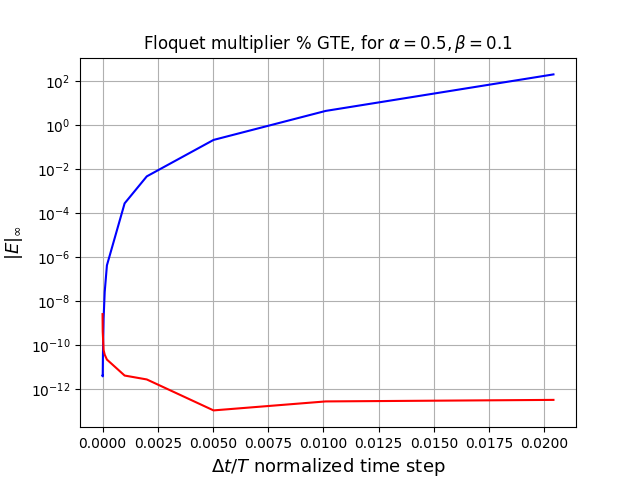 Floquet multiplier % GTE, for α = 0.5, β = 0.1
10²
10⁰
10⁻²
10⁻⁴
10⁻⁶
10⁻⁸
10⁻¹⁰
10⁻¹²
|E|∞
0.0000 0.0025 0.0050 0.0075 0.0100 0.0125 0.0150 0.0175 0.0200
Δt/T normalized time step